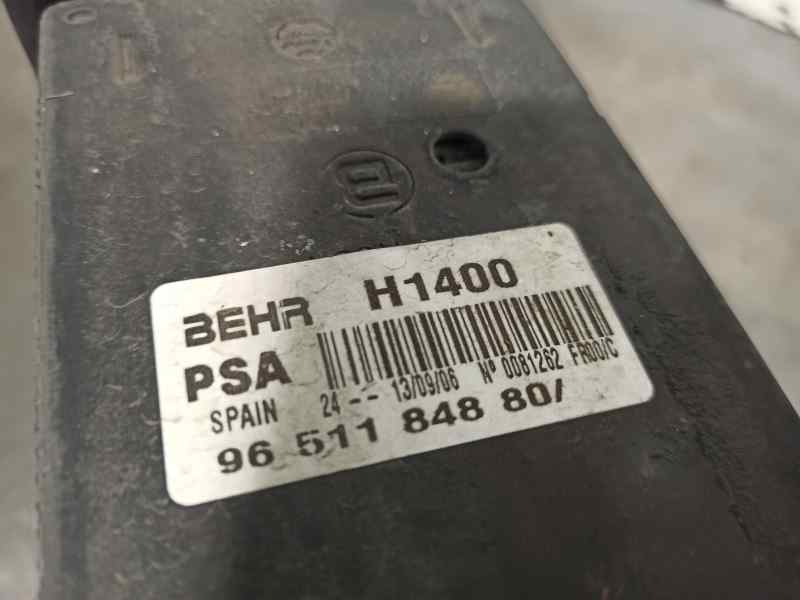 BEHR H1400
PSA
SPAIN 24 -- 13/09/06 Nº 0081262 FR00/C
96 511 848 80/